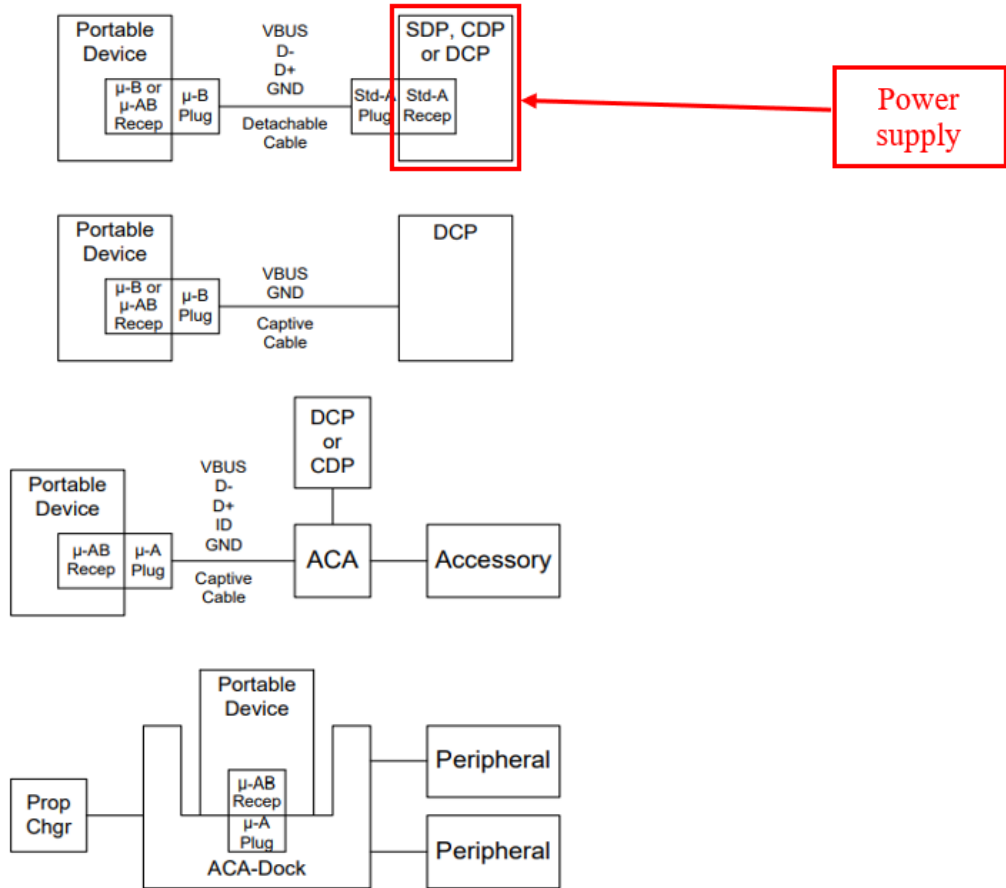 Portable
Device
µ-B or
µ-AB
Recep
µ-B
Plug
VBUS
D-
D+
GND
Detachable
Cable
Std-A
Plug
SDP, CDP
or DCP
Std-A
Recep
Power
supply
Portable
Device
µ-B or
µ-AB
Recep
µ-B
Plug
VBUS
GND
Captive
Cable
DCP
Portable
Device
µ-AB
Recep
µ-A
Plug
VBUS
D-
D+
ID
GND
Captive
Cable
DCP
or
CDP
ACA
Accessory
Portable
Device
µ-AB
Recep
µ-A
Plug
ACA-Dock
Prop
Chgr
Peripheral
Peripheral